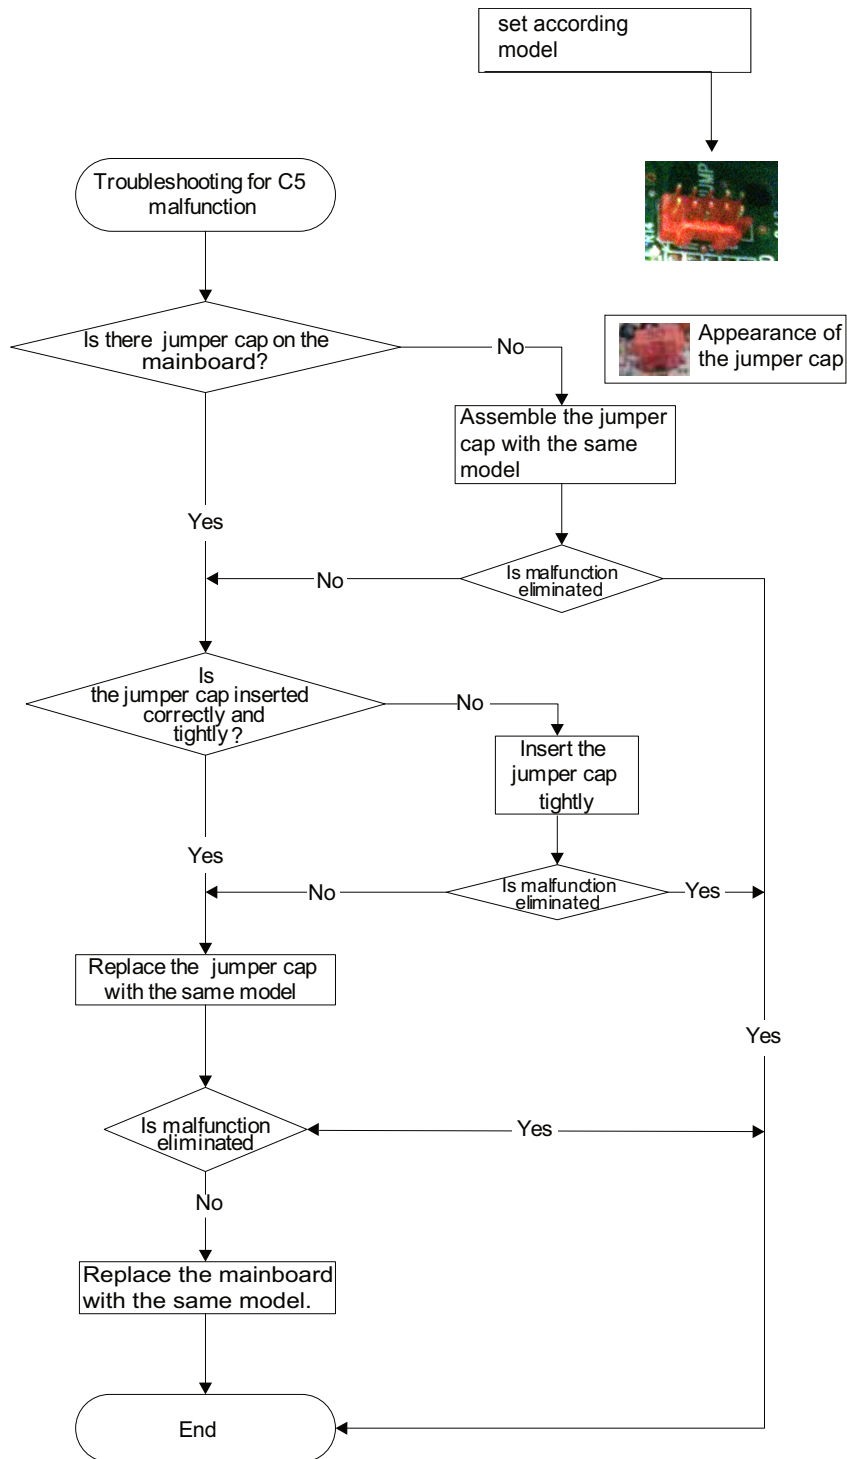 set according
model
JUMP
Troubleshooting for C5
malfunction
Is there jumper cap on the
mainboard?
No
Appearance of
the jumper cap
Assemble the jumper
cap with the same
model
Yes
No
Is malfunction
eliminated
Is
the jumper cap inserted
correctly and
tightly?
No
Insert the
jumper cap
tightly
Yes
No
Is malfunction
eliminated
Yes
Replace the jumper cap
with the same model
Yes
Is malfunction
eliminated
Yes
No
Replace the mainboard
with the same model.
End